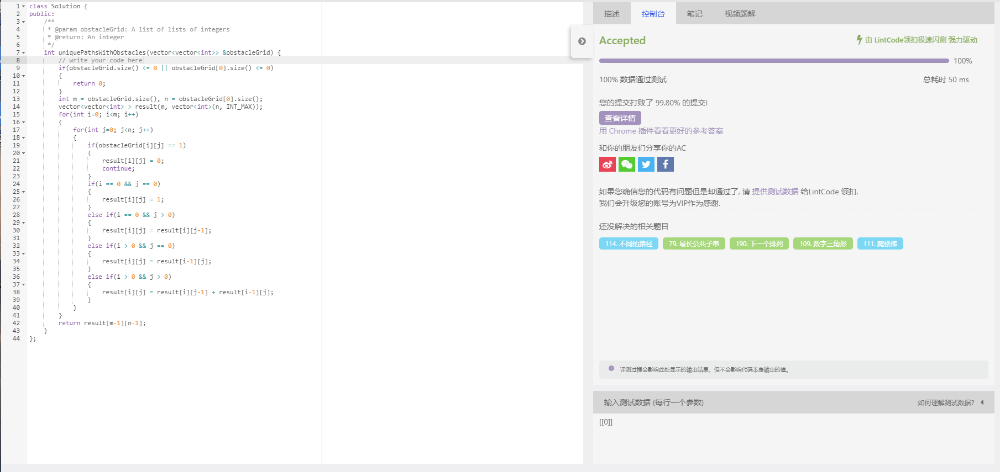 1 class Solution {
2 public:
3     /**
4      * @param obstacleGrid: A list of lists of integers
5      * @return: An integer
6      */
7     int uniquePathsWithObstacles(vector<vector<int>> &obstacleGrid) {
8         // write your code here
9         if(obstacleGrid.size() <= 0 || obstacleGrid[0].size() <= 0)
10         {
11             return 0;
12         }
13         int m = obstacleGrid.size(), n = obstacleGrid[0].size();
14         vector<vector<int> > result(m, vector<int>(n, INT_MAX));
15         for(int i=0; i<m; i++)
16         {
17             for(int j=0; j<n; j++)
18             {
19                 if(obstacleGrid[i][j] == 1)
20                 {
21                     result[i][j] = 0;
22                     continue;
23                 }
24                 if(i == 0 && j == 0)
25                 {
26                     result[i][j] = 1;
27                 }
28                 else if(i == 0 && j > 0)
29                 {
30                     result[i][j] = result[i][j-1];
31                 }
32                 else if(i > 0 && j == 0)
33                 {
34                     result[i][j] = result[i-1][j];
35                 }
36                 else if(i > 0 && j > 0)
37                 {
38                     result[i][j] = result[i][j-1] + result[i-1][j];
39                 }
40             }
41         }
42         return result[m-1][n-1];
43     }
44 };
描述 控制台 笔记 视频题解
Accepted 由 LintCode领扣极速闪测 强力驱动
100%
100% 数据通过测试 总耗时 50 ms
您的提交打败了 99.80% 的提交!
查看详情
用 Chrome 插件看看更好的参考答案
和你的朋友们分享你的AC
如果您确信您的代码有问题但是却通过了, 请 提供测试数据 给LintCode 领扣.
我们会升级您的账号为VIP作为感谢.
还没解决的相关题目
114. 不同的路径 79. 最长公共子串 190. 下一个排列 109. 数字三角形 111. 爬楼梯
评测过程会影响此处显示的输出结果，但不会影响代码本身输出的值。
输入测试数据 (每行一个参数) 如何理解测试数据?
[[0]]